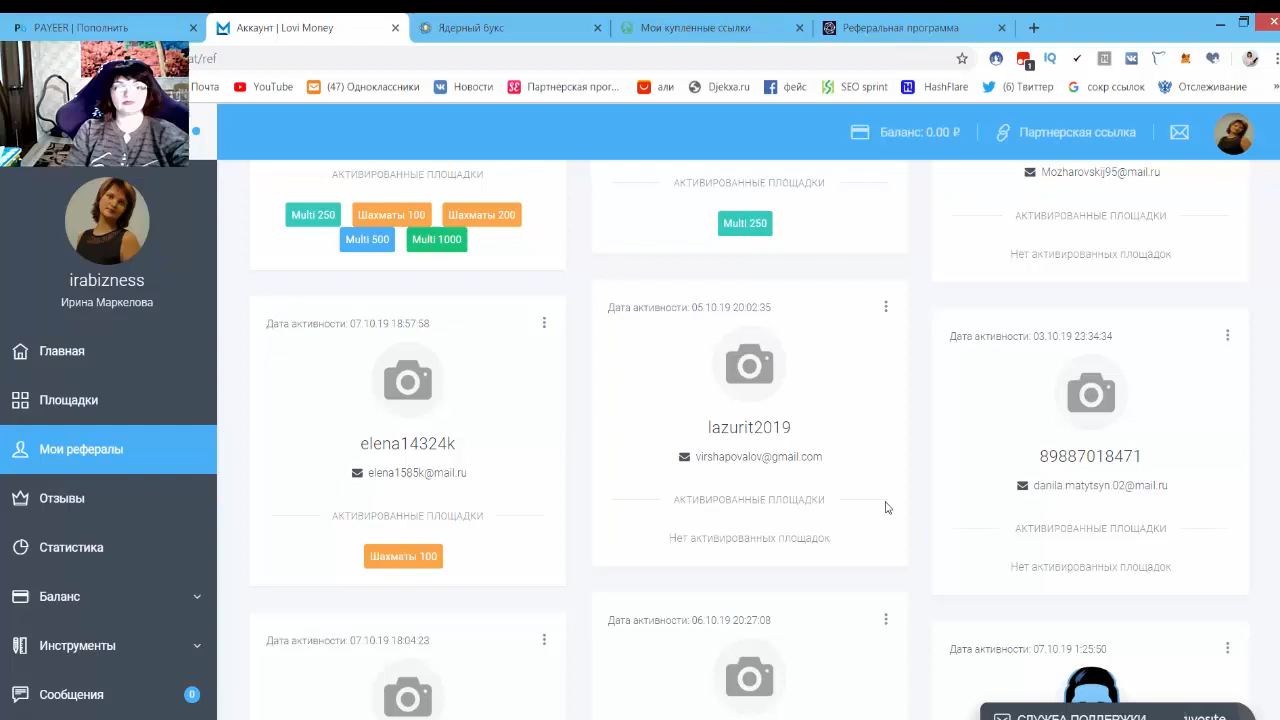 PAYEER | Пополнить
Аккаунт | Lovi Money
Ядерный букс
Мои купленные ссылки
Реферальная программа
at/ref
1
Почта
YouTube
(47) Одноклассники
Новости
Партнерская прог...
али
Djekxa.ru
фейс
SEO sprint
HashFlare
(6) Твиттер
сокр ссылок
Отслеживание
»
Баланс: 0.00 ₽
Партнерская ссылка
irabizness
Ирина Маркелова
Главная
Площадки
Мои рефералы
Отзывы
Статистика
Баланс
Инструменты
Сообщения
0
АКТИВИРОВАННЫЕ ПЛОЩАДКИ
Multi 250 Шахматы 100 Шахматы 200
Multi 500 Multi 1000
АКТИВИРОВАННЫЕ ПЛОЩАДКИ
Multi 250
Mozharovskij95@mail.ru
АКТИВИРОВАННЫЕ ПЛОЩАДКИ
Нет активированных площадок
Дата активности: 07.10.19 18:57:58
elena14324k
elena1585k@mail.ru
АКТИВИРОВАННЫЕ ПЛОЩАДКИ
Шахматы 100
Дата активности: 05.10.19 20:02:35
lazurit2019
virshapovalov@gmail.com
АКТИВИРОВАННЫЕ ПЛОЩАДКИ
Нет активированных площадок
Дата активности: 03.10.19 23:34:34
89887018471
danila.matytsyn.02@mail.ru
АКТИВИРОВАННЫЕ ПЛОЩАДКИ
Нет активированных площадок
Дата активности: 07.10.19 18:04:23
Дата активности: 06.10.19 20:27:08
Дата активности: 07.10.19 1:25:50
СЛУЖБА ПОДДЕРЖКИ